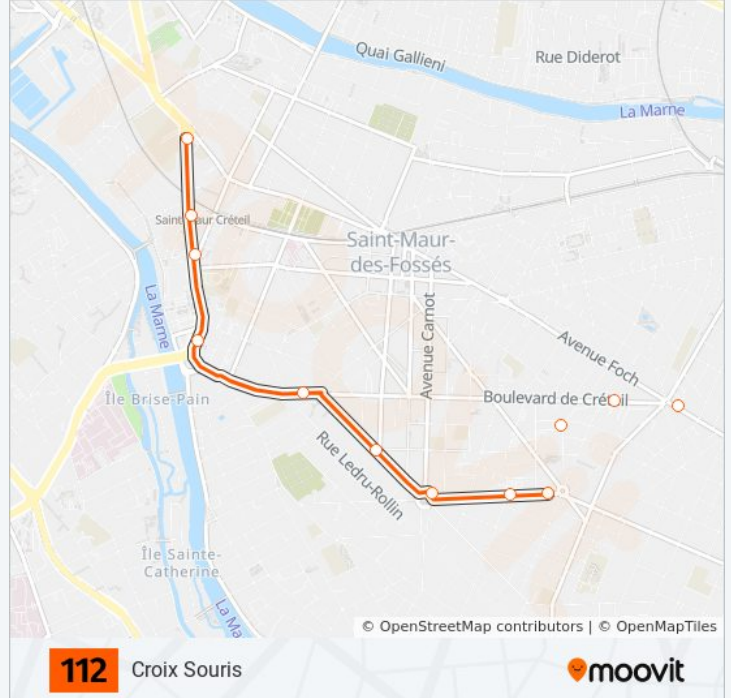 Quai Gallieni
Rue Diderot
La Marne
Saint-Maur Créteil
Saint-Maur-
des-Fossés
La Marne
Avenue Carnot
Avenue Foch
Île Brise-Pain
Boulevard de Créteil
Rue Ledru-Rollin
Île Sainte-
Catherine
La Ma
© OpenStreetMap contributors | © OpenMapTiles
112 Croix Souris
moovit